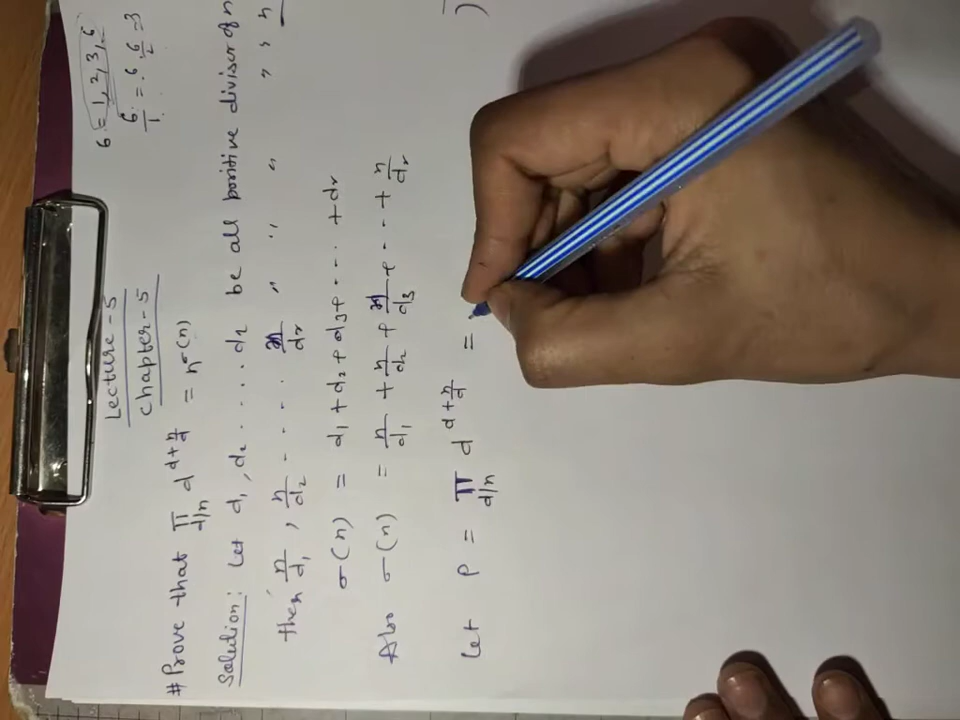 Lecture-5
Chapter-5
6 = 1, 2, 3, 6
6/1 = 6 6/2 = 3
# Prove that π d/n d^(d+n/d) = n^σ(n)
Solution: Let d1, d2 .... dr be all positive divisor of n
then n/d1, n/d2 - - - . n/dr " " " " " n
σ(n) = d1 + d2 + d3 + - - . . + dr
Also σ(n) = n/d1 + n/d2 + n/d3 + - - . + n/dr
Let P = π d/n d^(d+n/d) =